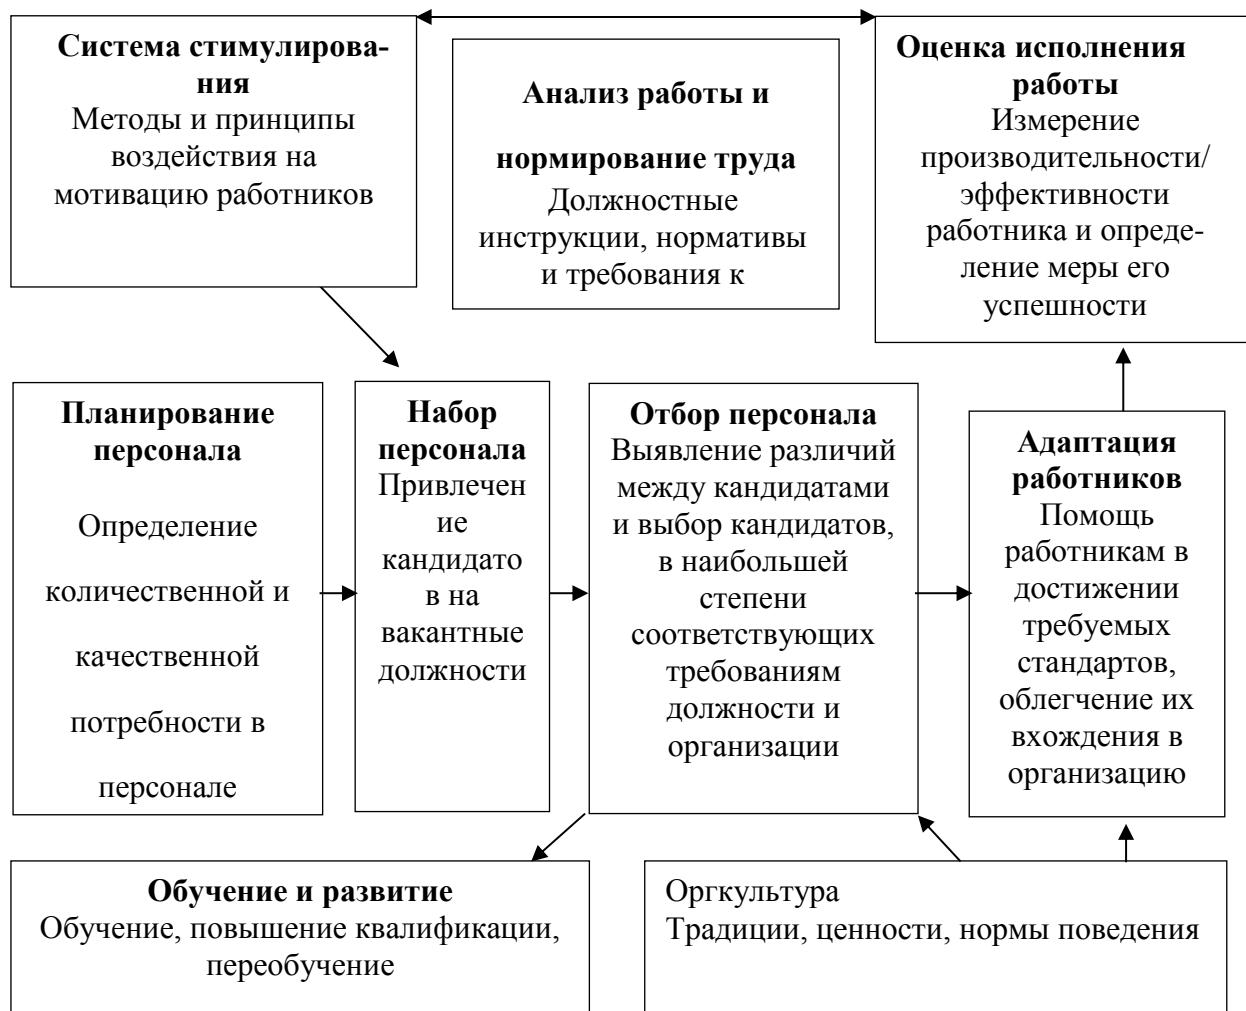 Система стимулирова-
ния
Методы и принципы
воздействия на
мотивацию работников
Анализ работы и
нормирование труда
Должностные
инструкции, нормативы
и требования к
Оценка исполнения
работы
Измерение
производительности/
эффективности
работника и опреде-
ление меры его
успешности
Планирование
персонала
Определение
количественной и
качественной
потребности в
персонале
Набор
персонала
Привлечен
ие
кандидато
в на
вакантные
должности
Отбор персонала
Выявление различий
между кандидатами
и выбор кандидатов,
в наибольшей
степени
соответствующих
требованиям
должности и
организации
Адаптация
работников
Помощь
работникам в
достижении
требуемых
стандартов,
облегчение их
вхождения в
организацию
Обучение и развитие
Обучение, повышение квалификации,
переобучение
Оргкультура
Традиции, ценности, нормы поведения